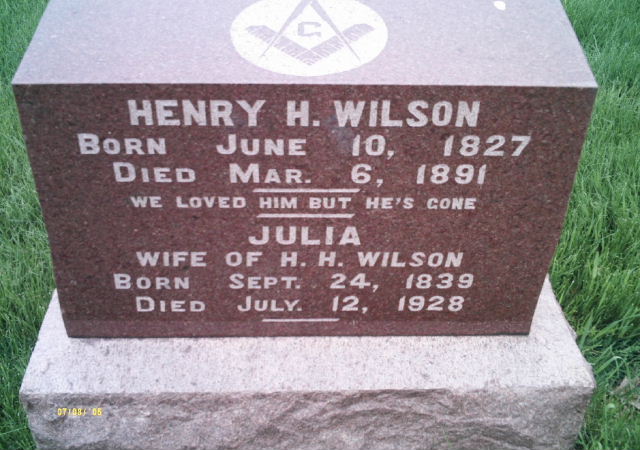 G
HENRY H. WILSON
BORN JUNE 10, 1827
DIED MAR. 6, 1891
WE LOVED HIM BUT HE'S GONE
JULIA
WIFE OF H. H. WILSON
BORN SEPT. 24, 1839
DIED JULY. 12, 1928
07/08/'05